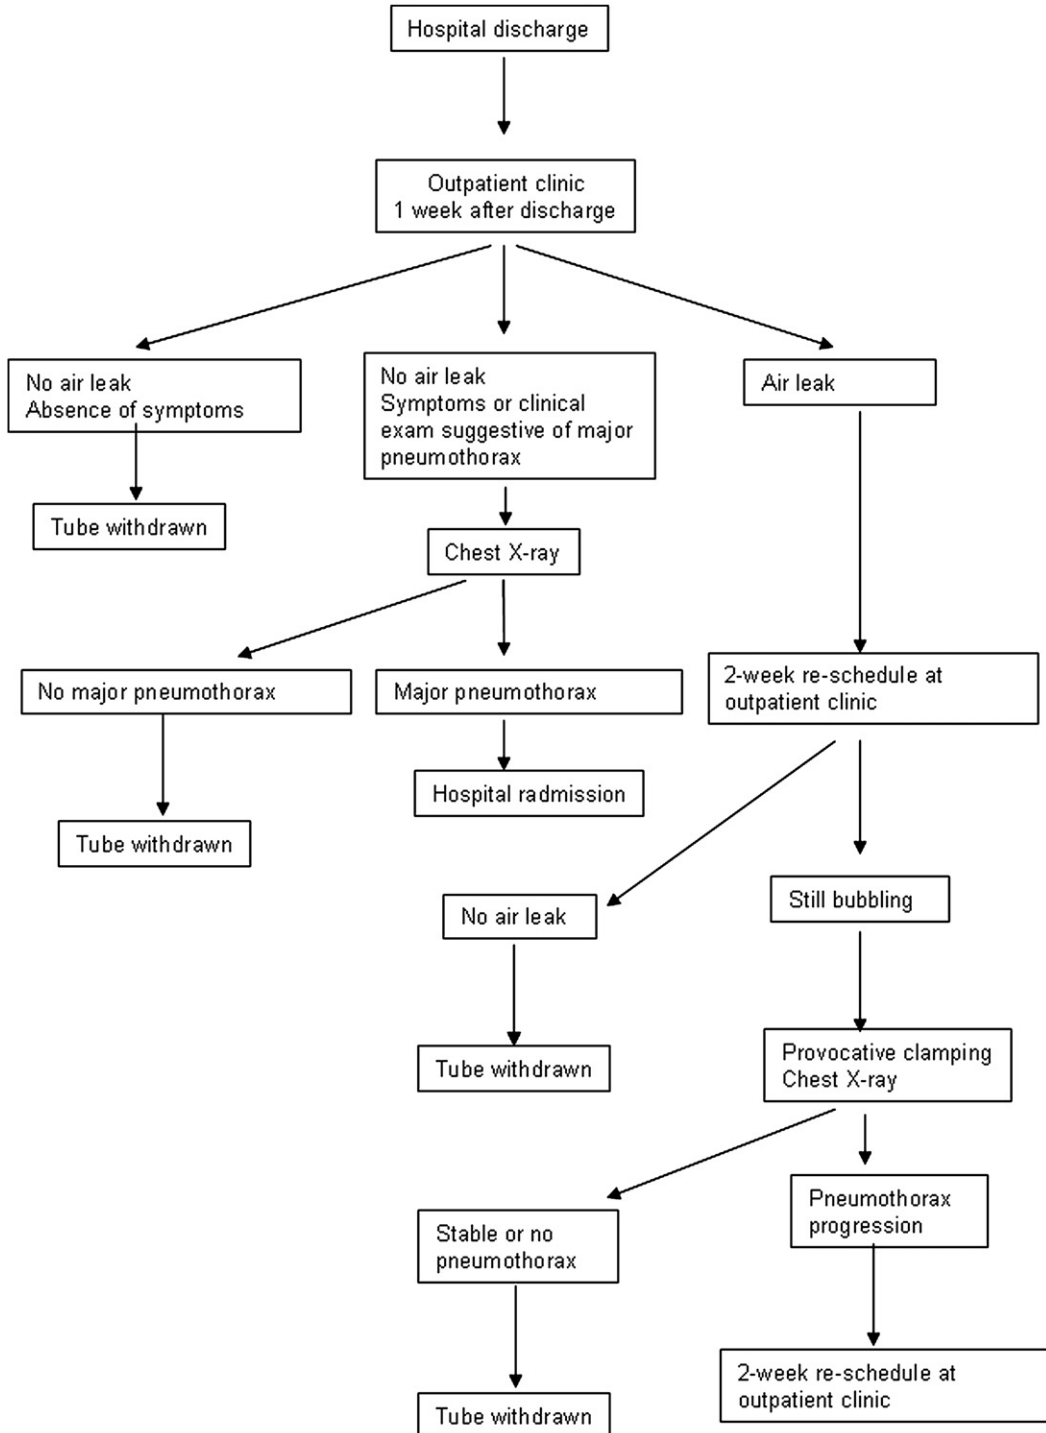 Hospital discharge
Outpatient clinic
1 week after discharge
No air leak
Absence of symptoms
No air leak
Symptoms or clinical
exam suggestive of major
pneumothorax
Air leak
Tube withdrawn
Chest X-ray
No major pneumothorax
Major pneumothorax
2-week re-schedule at
outpatient clinic
Hospital radmission
Tube withdrawn
No air leak
Still bubbling
Tube withdrawn
Provocative clamping
Chest X-ray
Stable or no
pneumothorax
Pneumothorax
progression
Tube withdrawn
2-week re-schedule at
outpatient clinic